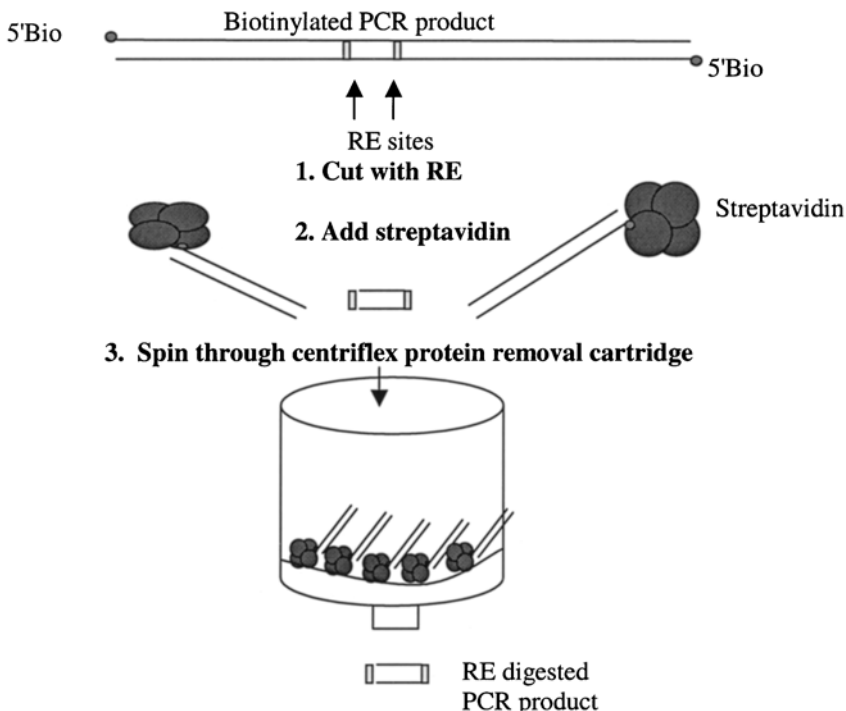 Biotinylated PCR product
5'Bio
5'Bio
RE sites
1. Cut with RE
Streptavidin
2. Add streptavidin
3. Spin through centriflex protein removal cartridge
RE digested
PCR product